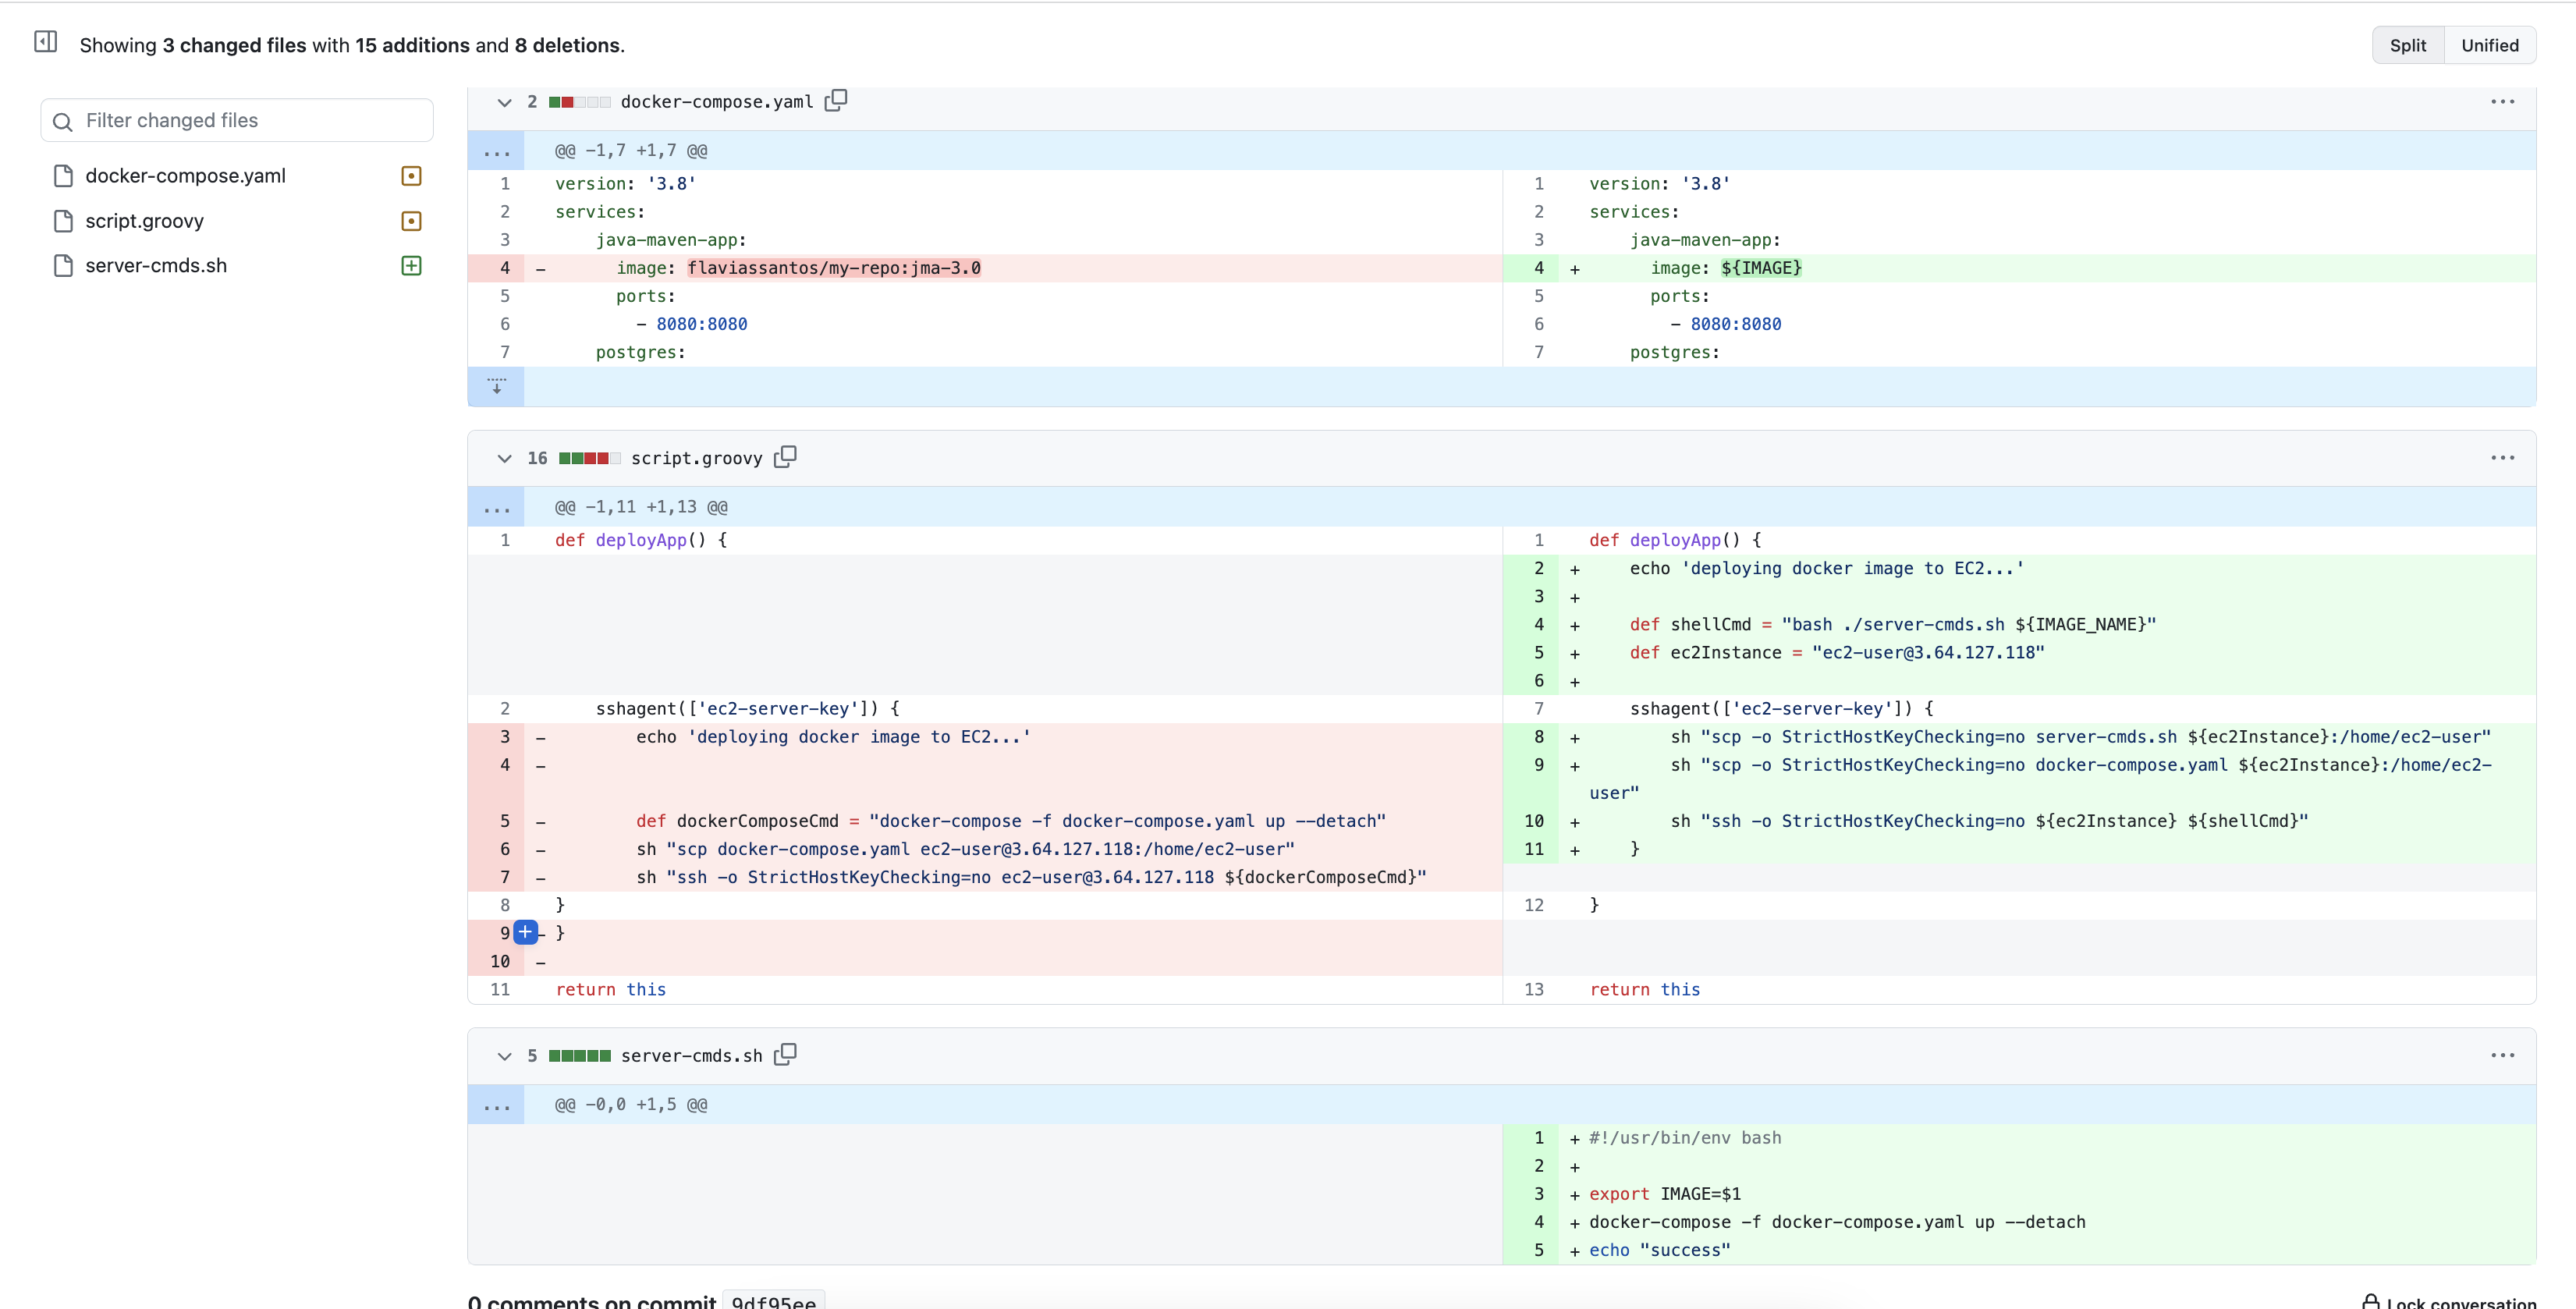 Showing 3 changed files with 15 additions and 8 deletions.
Split Unified
Filter changed files
docker-compose.yaml
script.groovy
server-cmds.sh
2 docker-compose.yaml
... @@ -1,7 +1,7 @@
1 version: '3.8' 1 version: '3.8'
2 services: 2 services:
3 java-maven-app: 3 java-maven-app:
4 - image: flaviassantos/my-repo:jma-3.0 4 + image: ${IMAGE}
5 ports: 5 ports:
6 - 8080:8080 6 - 8080:8080
7 postgres: 7 postgres:
16 script.groovy
... @@ -1,11 +1,13 @@
1 def deployApp() { 1 def deployApp() {
2 + echo 'deploying docker image to EC2...'
3 +
4 + def shellCmd = "bash ./server-cmds.sh ${IMAGE_NAME}"
5 + def ec2Instance = "ec2-user@3.64.127.118"
6 +
2 sshagent(['ec2-server-key']) { 7 sshagent(['ec2-server-key']) {
3 - echo 'deploying docker image to EC2...' 8 + sh "scp -o StrictHostKeyChecking=no server-cmds.sh ${ec2Instance}:/home/ec2-user"
4 - 9 + sh "scp -o StrictHostKeyChecking=no docker-compose.yaml ${ec2Instance}:/home/ec2-
user"
5 - def dockerComposeCmd = "docker-compose -f docker-compose.yaml up --detach" 10 + sh "ssh -o StrictHostKeyChecking=no ${ec2Instance} ${shellCmd}"
6 - sh "scp docker-compose.yaml ec2-user@3.64.127.118:/home/ec2-user" 11 + }
7 - sh "ssh -o StrictHostKeyChecking=no ec2-user@3.64.127.118 ${dockerComposeCmd}"
8 } 12 }
9 - }
10 -
11 return this 13 return this
5 server-cmds.sh
... @@ -0,0 +1,5 @@
1 + #!/usr/bin/env bash
2 +
3 + export IMAGE=$1
4 + docker-compose -f docker-compose.yaml up --detach
5 + echo "success"
0 comments on commit 9df95ee
Lock conversation